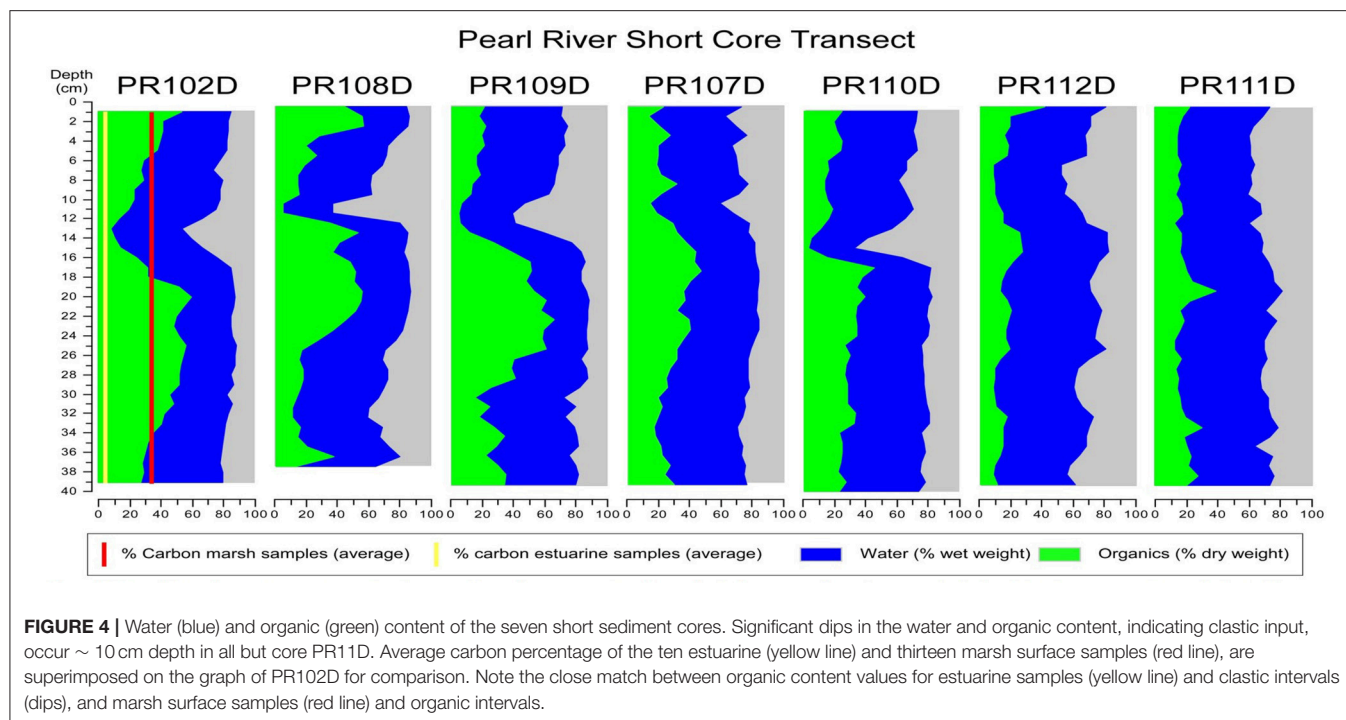 Pearl River Short Core Transect
Depth
(cm)
PR102D PR108D PR109D PR107D PR110D PR112D PR111D
0
2
4
6
8
10
12
14
16
18
20
22
24
26
28
30
32
34
36
38
40
0 20 40 60 80 100 0 20 40 60 80 100 0 20 40 60 80 100 0 20 40 60 80 100 0 20 40 60 80 100 0 20 40 60 80 100 0 20 40 60 80 100
% Carbon marsh samples (average) % carbon estuarine samples (average) Water (% wet weight) Organics (% dry weight)
FIGURE 4 | Water (blue) and organic (green) content of the seven short sediment cores. Significant dips in the water and organic content, indicating clastic input,
occur ~ 10 cm depth in all but core PR11D. Average carbon percentage of the ten estuarine (yellow line) and thirteen marsh surface samples (red line), are
superimposed on the graph of PR102D for comparison. Note the close match between organic content values for estuarine samples (yellow line) and clastic intervals
(dips), and marsh surface samples (red line) and organic intervals.